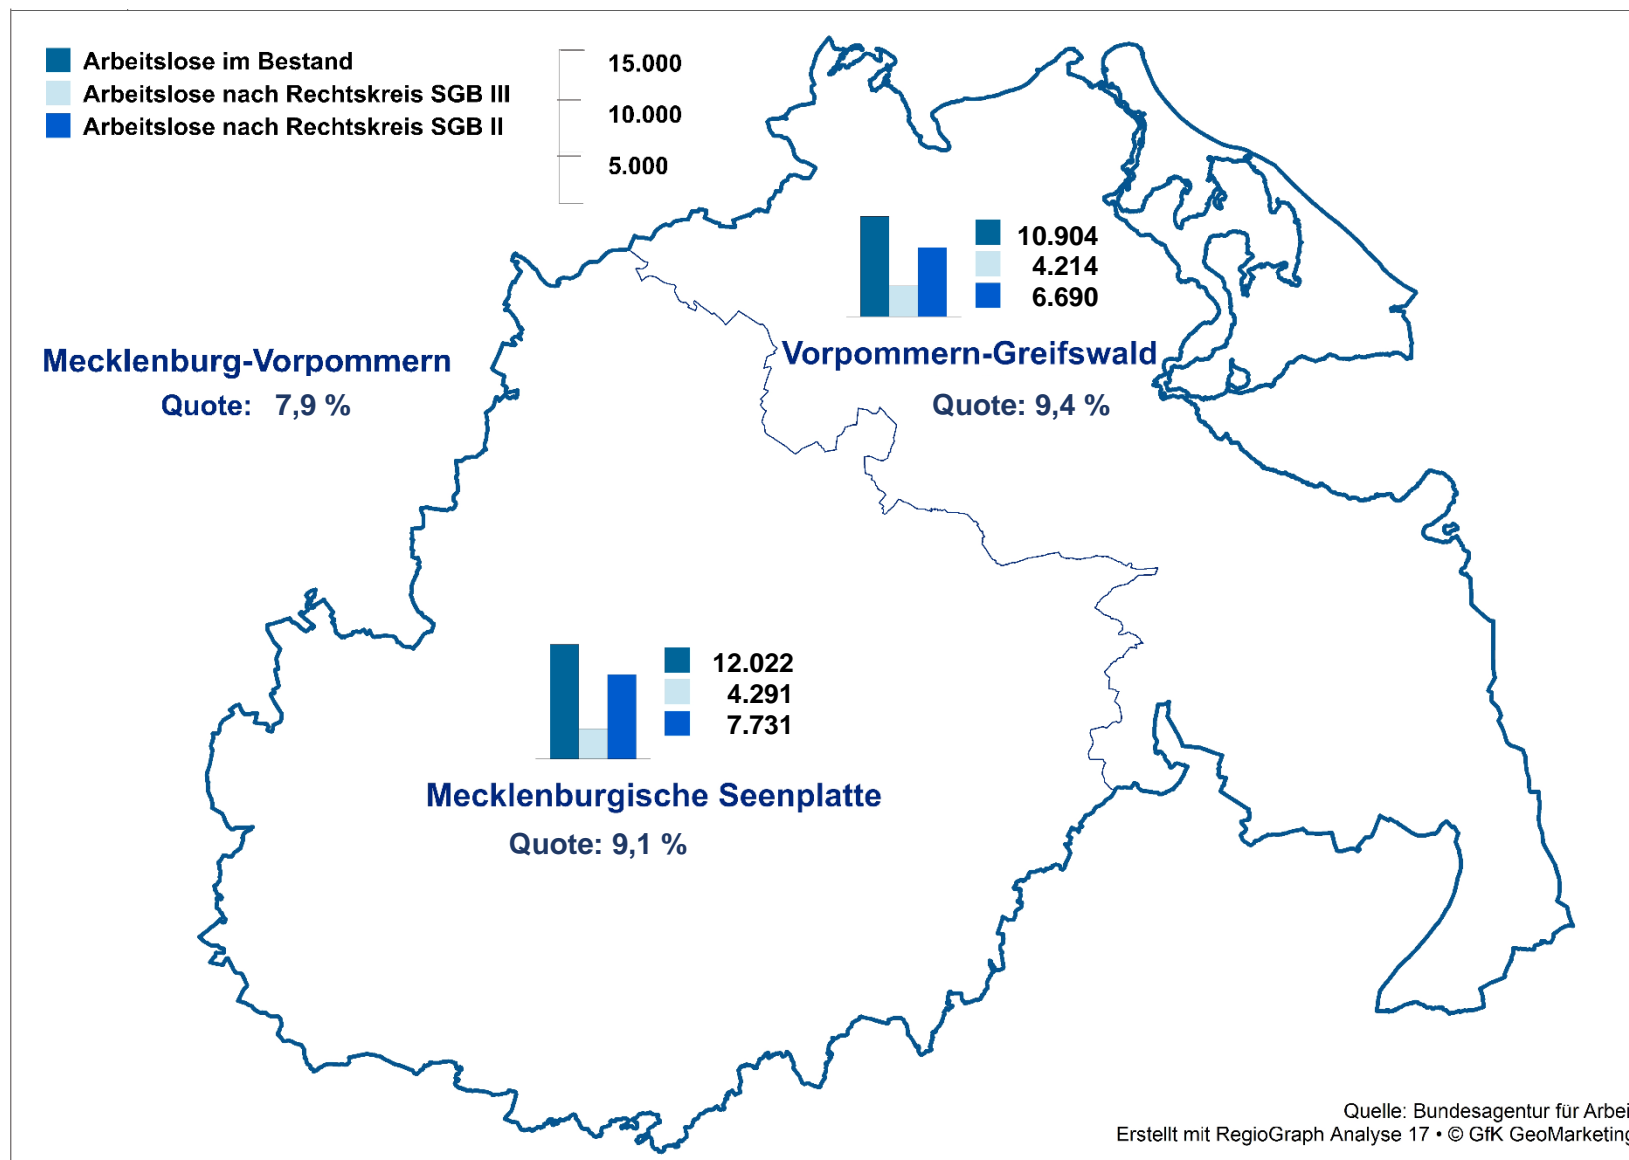 Arbeitslose im Bestand
Arbeitslose nach Rechtskreis SGB III
Arbeitslose nach Rechtskreis SGB II
15.000
10.000
5.000
10.904
4.214
6.690
Vorpommern-Greifswald
Quote: 9,4 %
Mecklenburg-Vorpommern
Quote: 7,9 %
12.022
4.291
7.731
Mecklenburgische Seenplatte
Quote: 9,1 %
Quelle: Bundesagentur für Arbei
Erstellt mit RegioGraph Analyse 17 • © GfK GeoMarketing